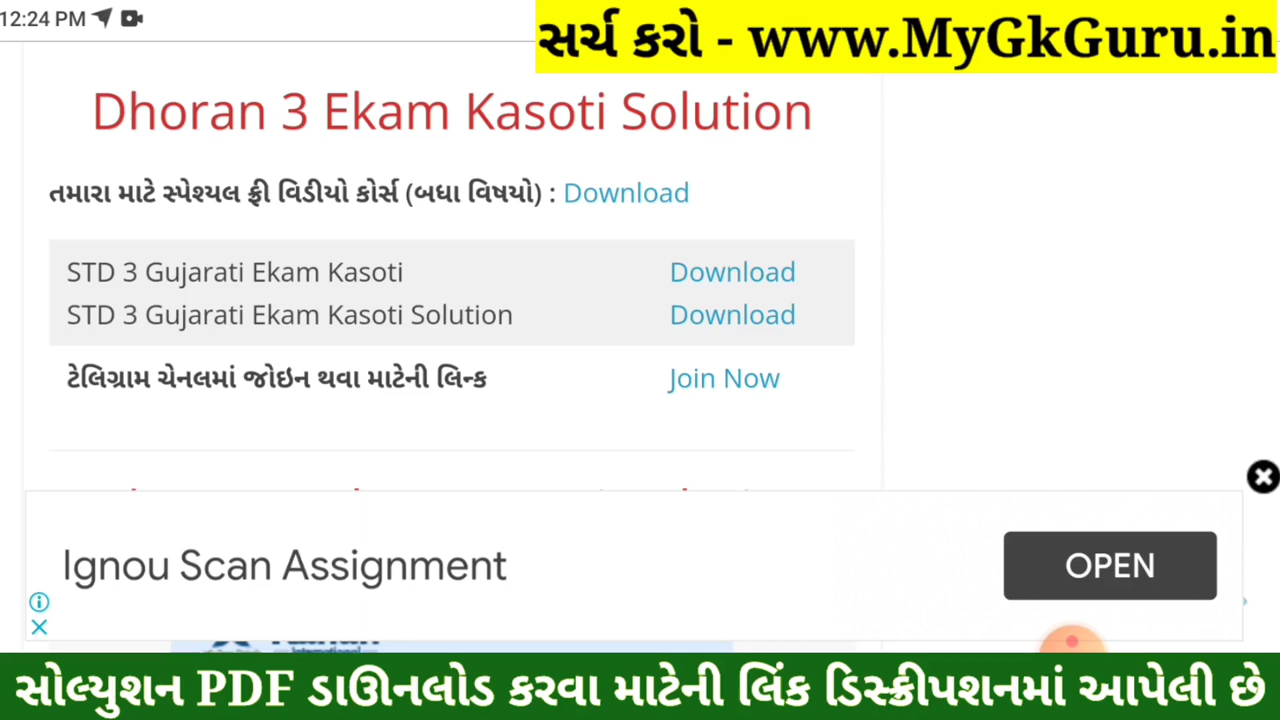 12:24 PM
સર્ચ કરો - www.MyGkGuru.in
Dhoran 3 Ekam Kasoti Solution
તમારા માટે સ્પેશ્યલ ફ્રી વિડીયો કોર્સ (બધા વિષયો) : Download
STD 3 Gujarati Ekam Kasoti Download
STD 3 Gujarati Ekam Kasoti Solution Download
ટેલિગ્રામ ચેનલમાં જોઇન થવા માટેની લિન્ક Join Now
Ignou Scan Assignment OPEN
સોલ્યુશન PDF ડાઊનલોડ કરવા માટેની લિંક ડિસ્ક્રીપશનમાં આપેલી છે